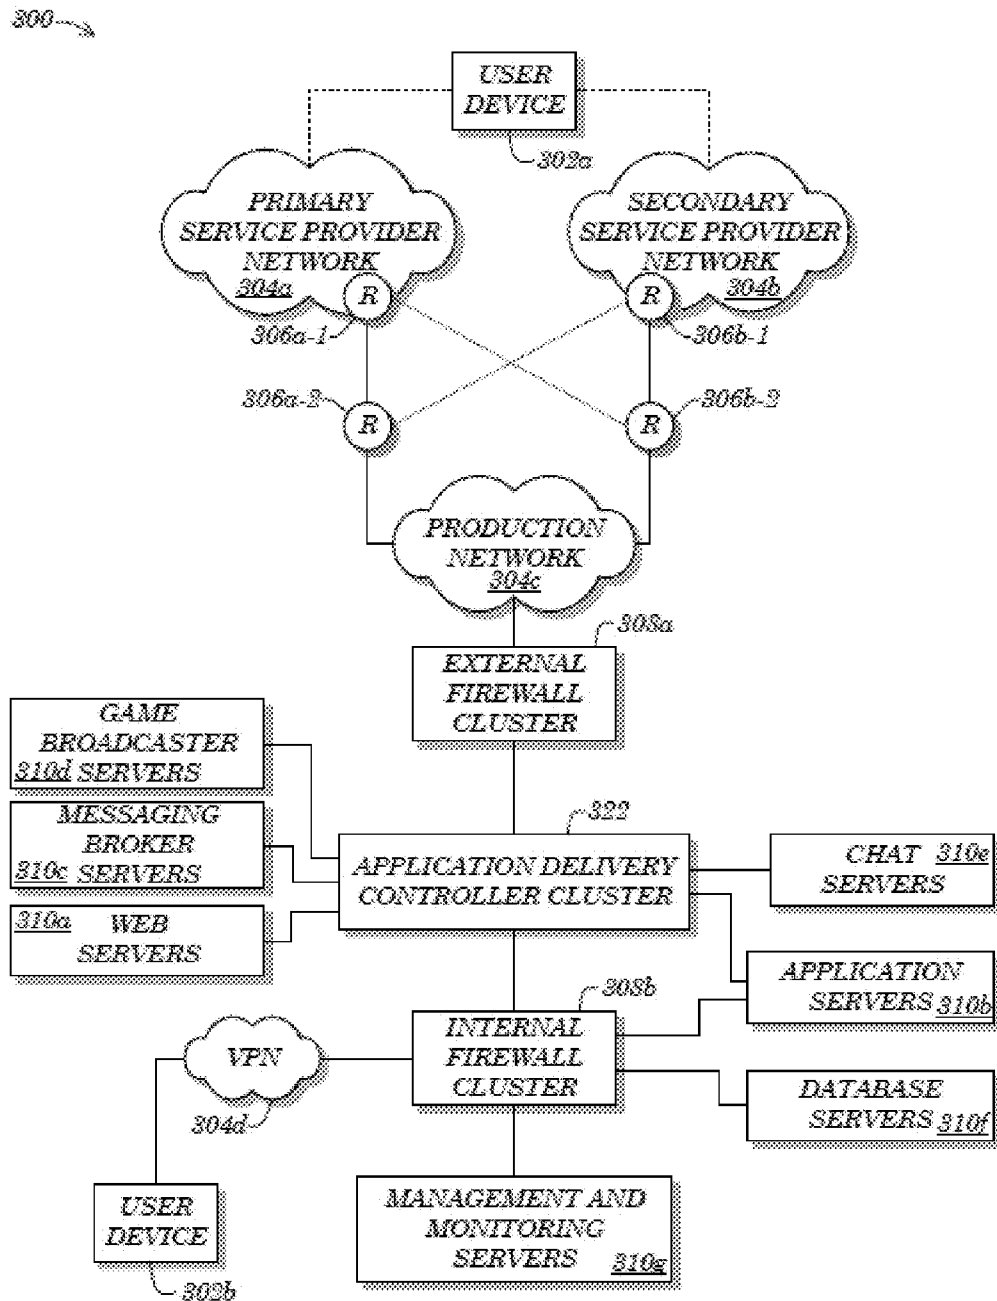 300
USER
DEVICE
302a
PRIMARY
SERVICE PROVIDER
NETWORK
304a
SECONDARY
SERVICE PROVIDER
NETWORK
304b
R
R
306a-1
306b-1
306a-2
306b-2
R
R
PRODUCTION
NETWORK
304c
308a
EXTERNAL
FIREWALL
CLUSTER
GAME
BROADCASTER
310d SERVERS
MESSAGING
BROKER
310c SERVERS
310a WEB
SERVERS
322
APPLICATION DELIVERY
CONTROLLER CLUSTER
CHAT 310e
SERVERS
APPLICATION
SERVERS 310b
308b
INTERNAL
FIREWALL
CLUSTER
VPN
304d
DATABASE
SERVERS 310f
USER
DEVICE
302b
MANAGEMENT AND
MONITORING
SERVERS 310g